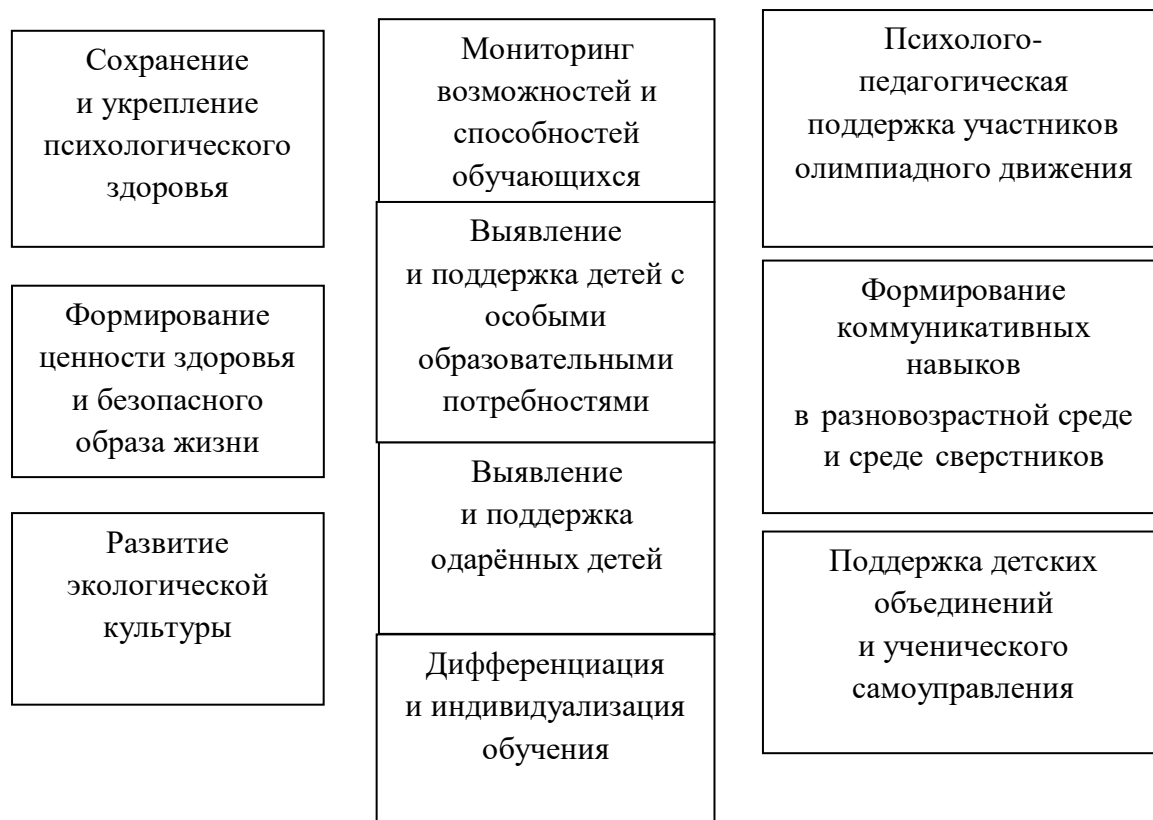 Сохранение
и укрепление
психологического
здоровья
Формирование
ценности здоровья
и безопасного
образа жизни
Развитие
экологической
культуры
Мониторинг
возможностей и
способностей
обучающихся
Выявление
и поддержка детей с
особыми
образовательными
потребностями
Выявление
и поддержка
одарённых детей
Дифференциация
и индивидуализация
обучения
Психолого-
педагогическая
поддержка участников
олимпиадного движения
Формирование
коммуникативных
навыков
в разновозрастной среде
и среде сверстников
Поддержка детских
объединений
и ученического
самоуправления